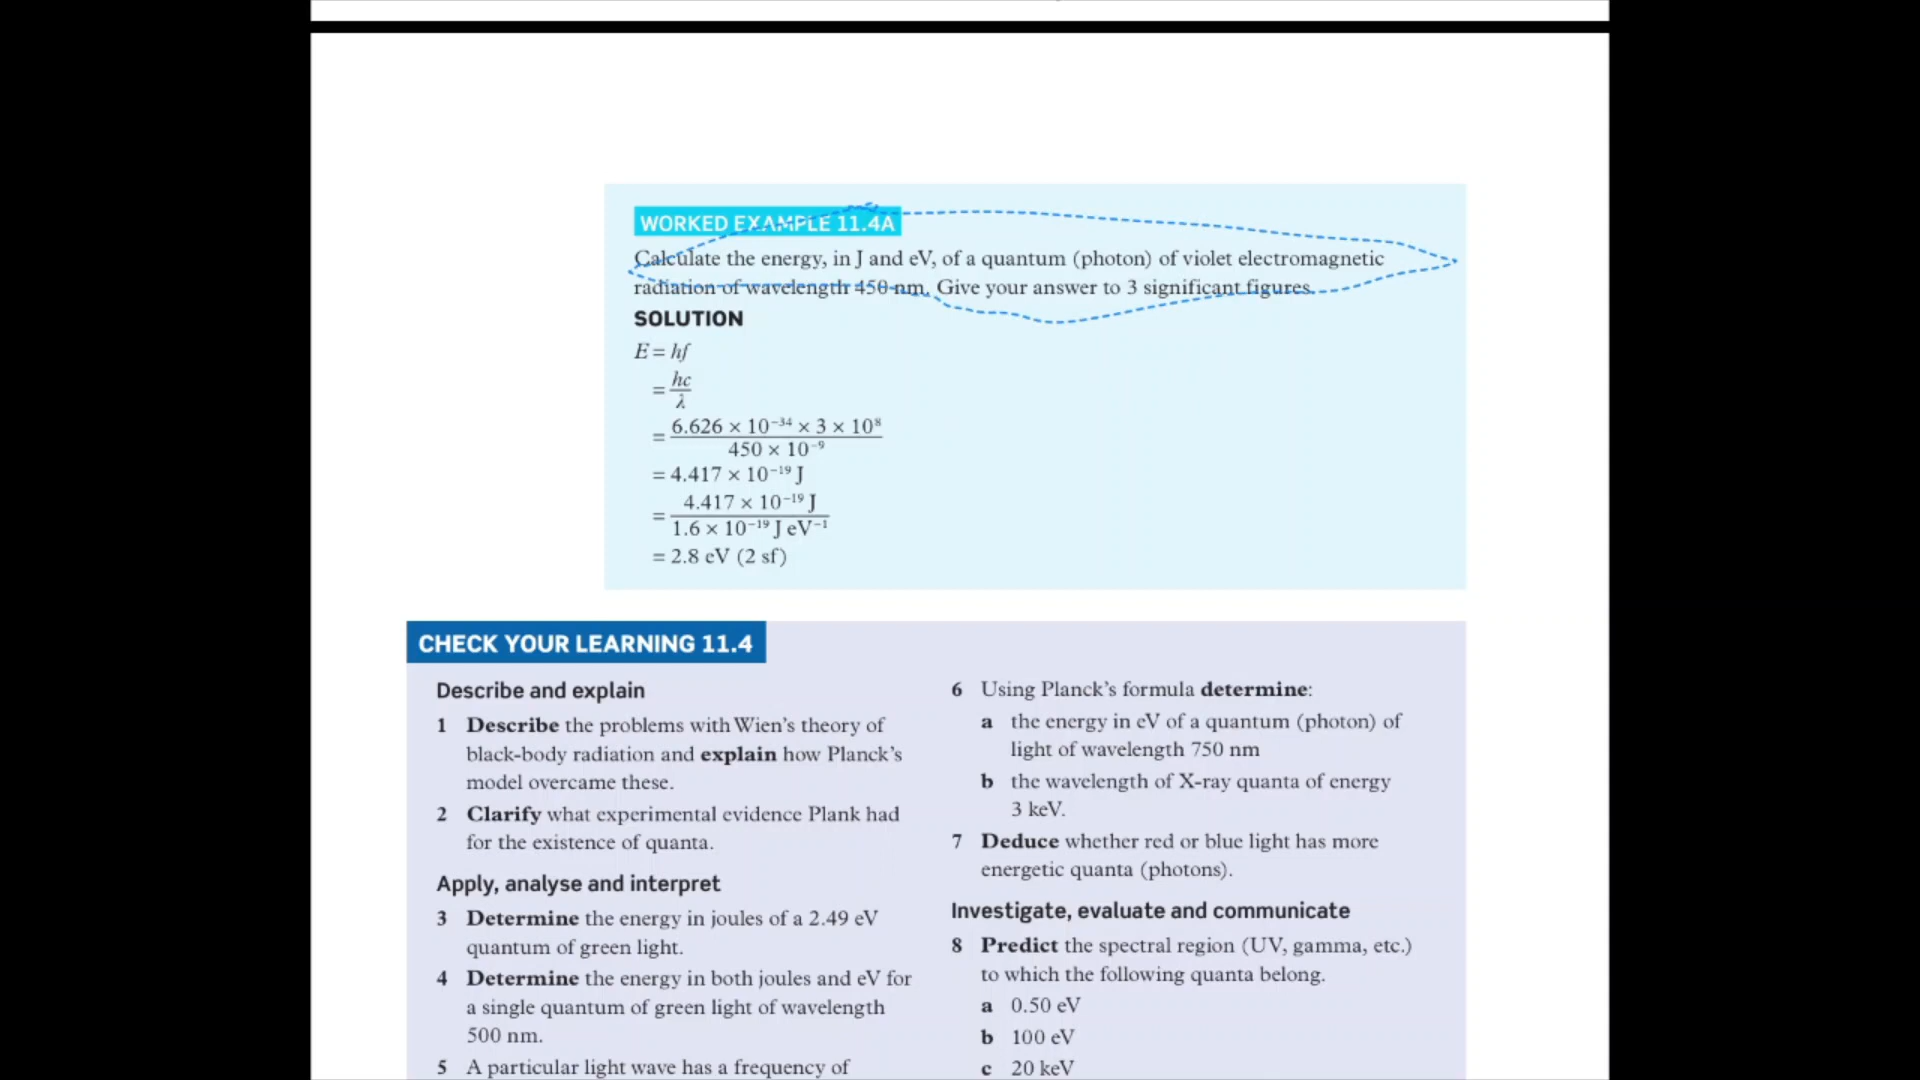 WORKED EXAMPLE 11.4A
Calculate the energy, in J and eV, of a quantum (photon) of violet electromagnetic
radiation of wavelength 450 nm. Give your answer to 3 significant figures.
SOLUTION
E = hf
= hc/λ
= 6.626 × 10⁻³⁴ × 3 × 10⁸ / 450 × 10⁻⁹
= 4.417 × 10⁻¹⁹ J
= 4.417 × 10⁻¹⁹ J / 1.6 × 10⁻¹⁹ J eV⁻¹
= 2.8 eV (2 sf)
CHECK YOUR LEARNING 11.4
Describe and explain
1 Describe the problems with Wien's theory of
black-body radiation and explain how Planck's
model overcame these.
2 Clarify what experimental evidence Plank had
for the existence of quanta.
Apply, analyse and interpret
3 Determine the energy in joules of a 2.49 eV
quantum of green light.
4 Determine the energy in both joules and eV for
a single quantum of green light of wavelength
500 nm.
5 A particular light wave has a frequency of
6 Using Planck's formula determine:
a the energy in eV of a quantum (photon) of
light of wavelength 750 nm
b the wavelength of X-ray quanta of energy
3 keV.
7 Deduce whether red or blue light has more
energetic quanta (photons).
Investigate, evaluate and communicate
8 Predict the spectral region (UV, gamma, etc.)
to which the following quanta belong.
a 0.50 eV
b 100 eV
c 20 keV